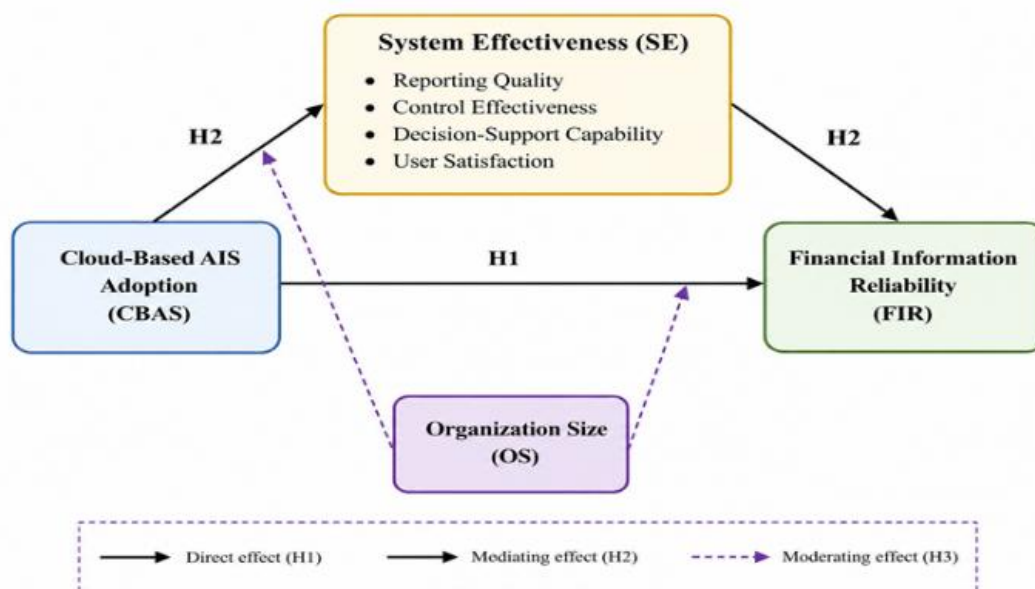 System Effectiveness (SE)
• Reporting Quality
• Control Effectiveness
• Decision-Support Capability
• User Satisfaction
H2
H2
Cloud-Based AIS
Adoption
(CBAS)
H1
Financial Information
Reliability
(FIR)
Organization Size
(OS)
Direct effect (H1)
Mediating effect (H2)
Moderating effect (H3)